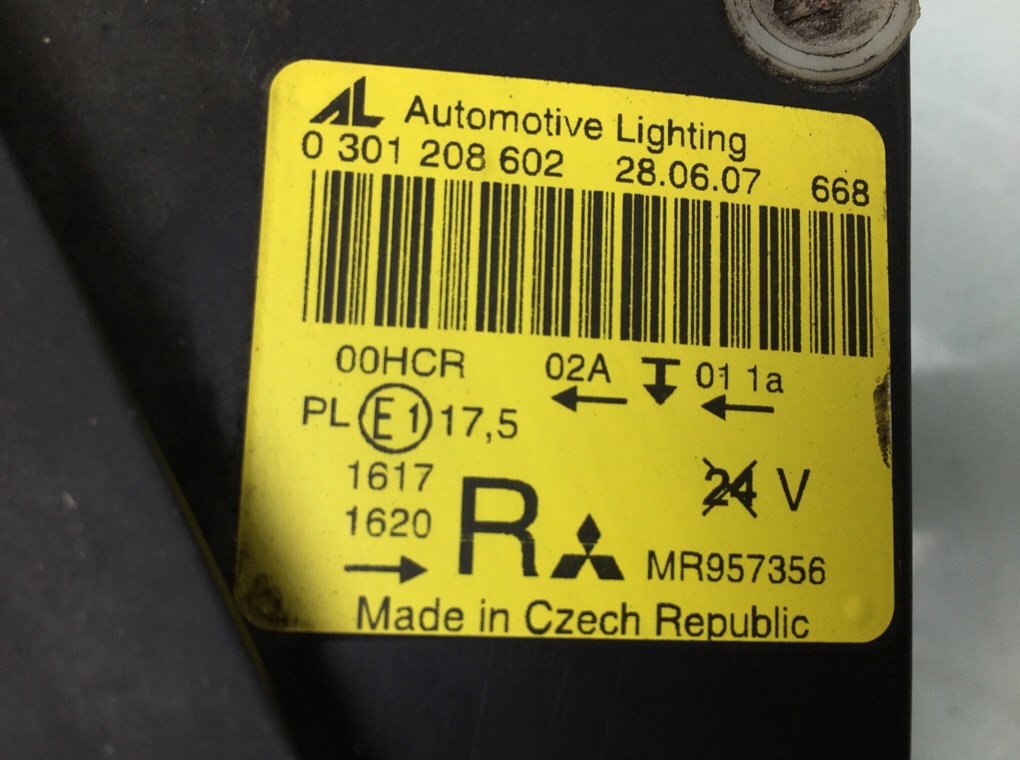 AL Automotive Lighting
0 301 208 602 28.06.07 668
00HCR 02A 01 1a
PL E1 17,5
1617
24 V
1620
R MR957356
Made in Czech Republic